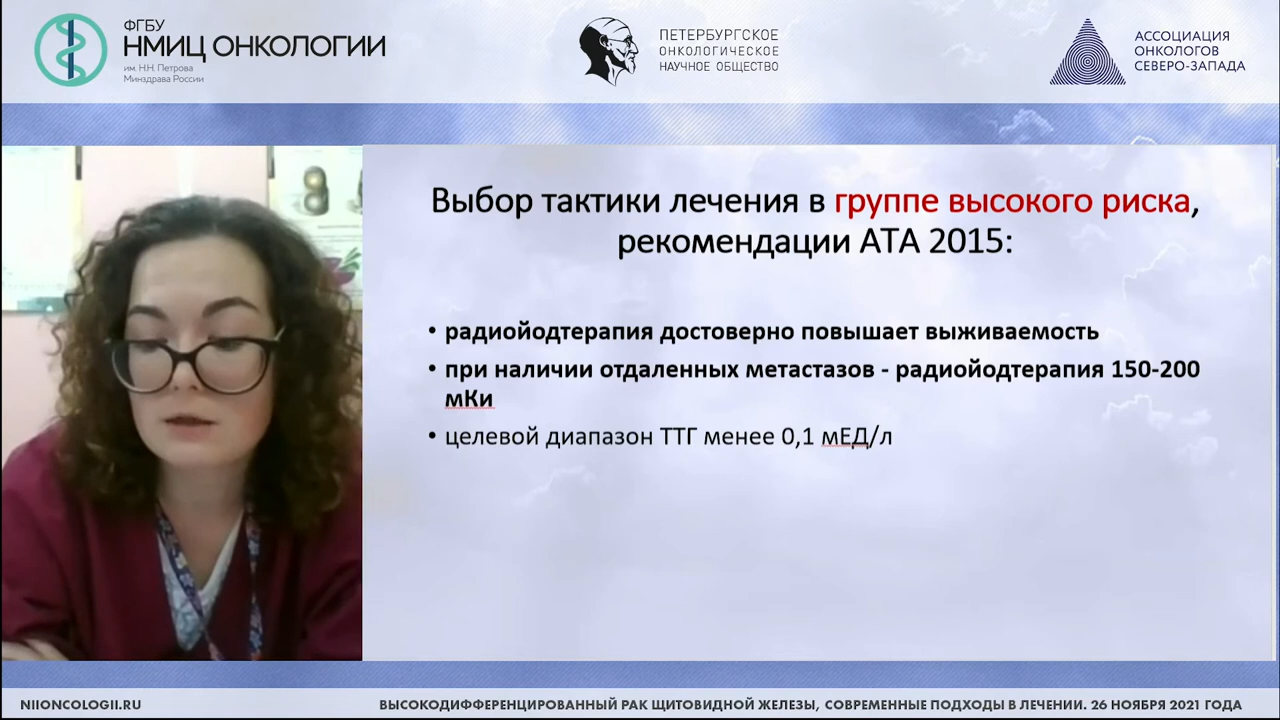 ФГБУ
НМИЦ ОНКОЛОГИИ
им. Н.Н. Петрова
Минздрава России
ПЕТЕРБУРГСКОЕ
ОНКОЛОГИЧЕСКОЕ
НАУЧНОЕ ОБЩЕСТВО
АССОЦИАЦИЯ
ОНКОЛОГОВ
СЕВЕРО-ЗАПАДА
Выбор тактики лечения в группе высокого риска,
рекомендации АТА 2015:
• радиойодтерапия достоверно повышает выживаемость
• при наличии отдаленных метастазов - радиойодтерапия 150-200
мКи
• целевой диапазон ТТГ менее 0,1 мЕД/л
NIIONCOLOGII.RU
ВЫСОКОДИФФЕРЕНЦИРОВАННЫЙ РАК ЩИТОВИДНОЙ ЖЕЛЕЗЫ, СОВРЕМЕННЫЕ ПОДХОДЫ В ЛЕЧЕНИИ. 26 НОЯБРЯ 2021 ГОДА